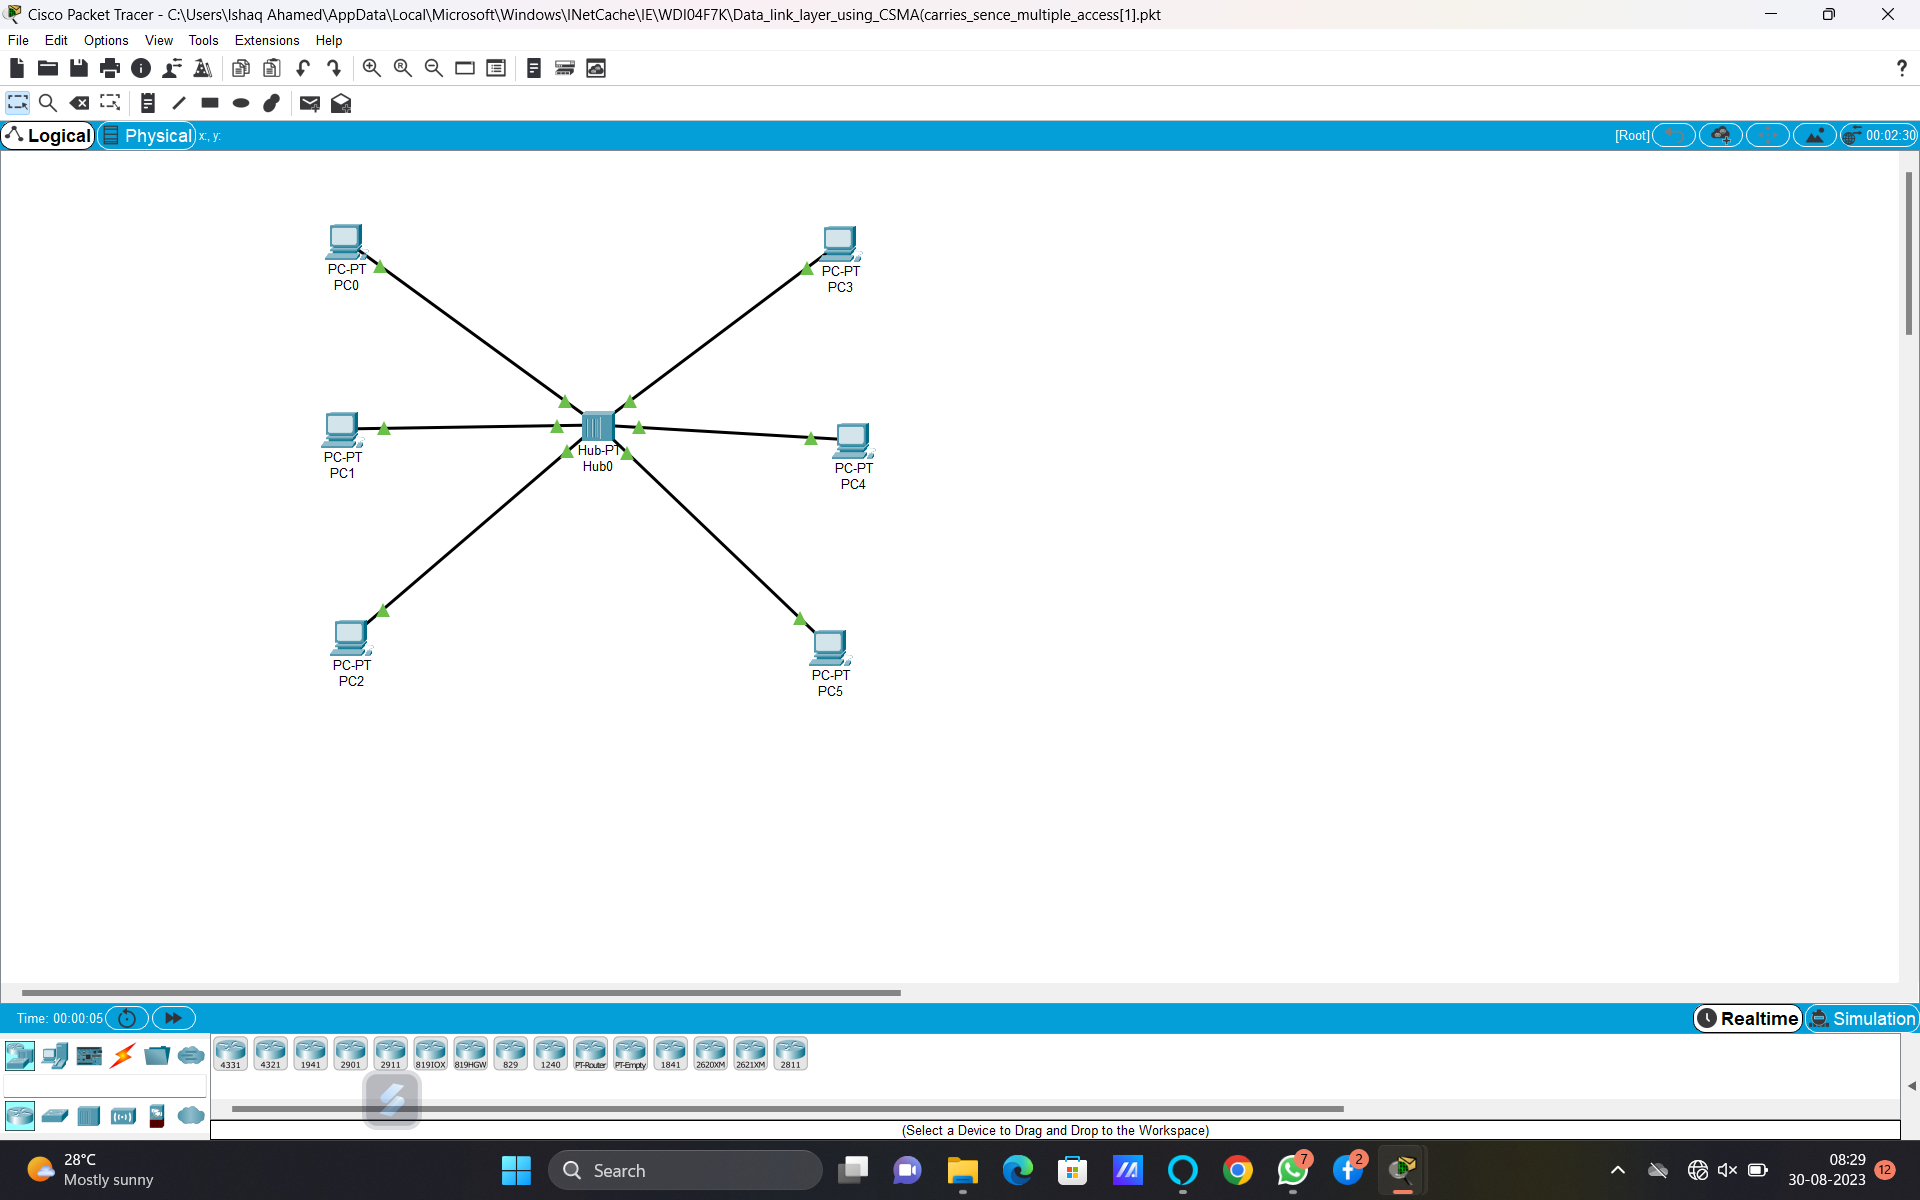 Cisco Packet Tracer - C:\Users\Ishaq Ahamed\AppData\Local\Microsoft\Windows\INetCache\IE\WDI04F7K\Data_link_layer_using_CSMA(carries_sence_multiple_access[1].pkt
File Edit Options View Tools Extensions Help
?
Logical Physical x:, y: [Root] 00:02:30
PC-PT
PC0
PC-PT
PC3
PC-PT
PC1
Hub-PT
Hub0
PC-PT
PC4
PC-PT
PC2
PC-PT
PC5
Time: 00:00:05 Realtime Simulation
4331 4321 1941 2901 2911 819IOX 819HGW 829 1240 PT-Router PT-Empty 1841 2620XM 2621XM 2811
(Select a Device to Drag and Drop to the Workspace)
28°C
Mostly sunny
Search
7
2
08:29
30-08-2023
12